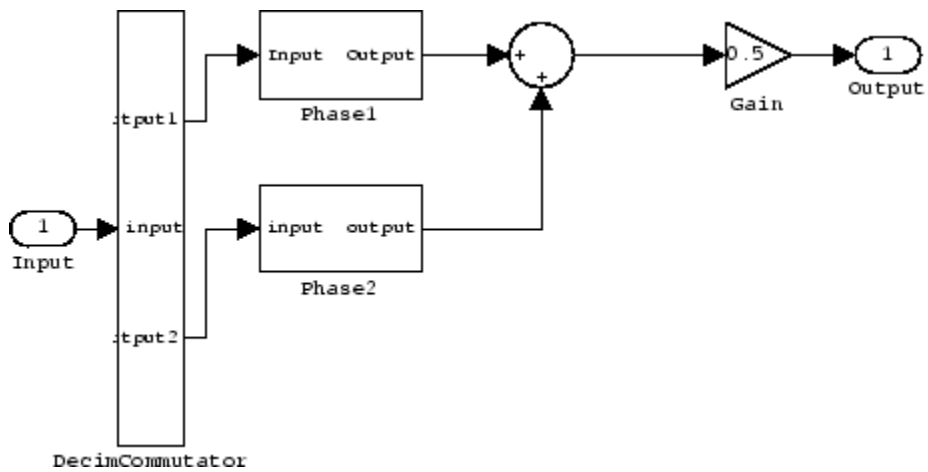 Input Output
Phase1
+
+
0.5
Gain
1
Output
tput1
1
Input
input
input output
Phase2
tput2
DecimCommutator